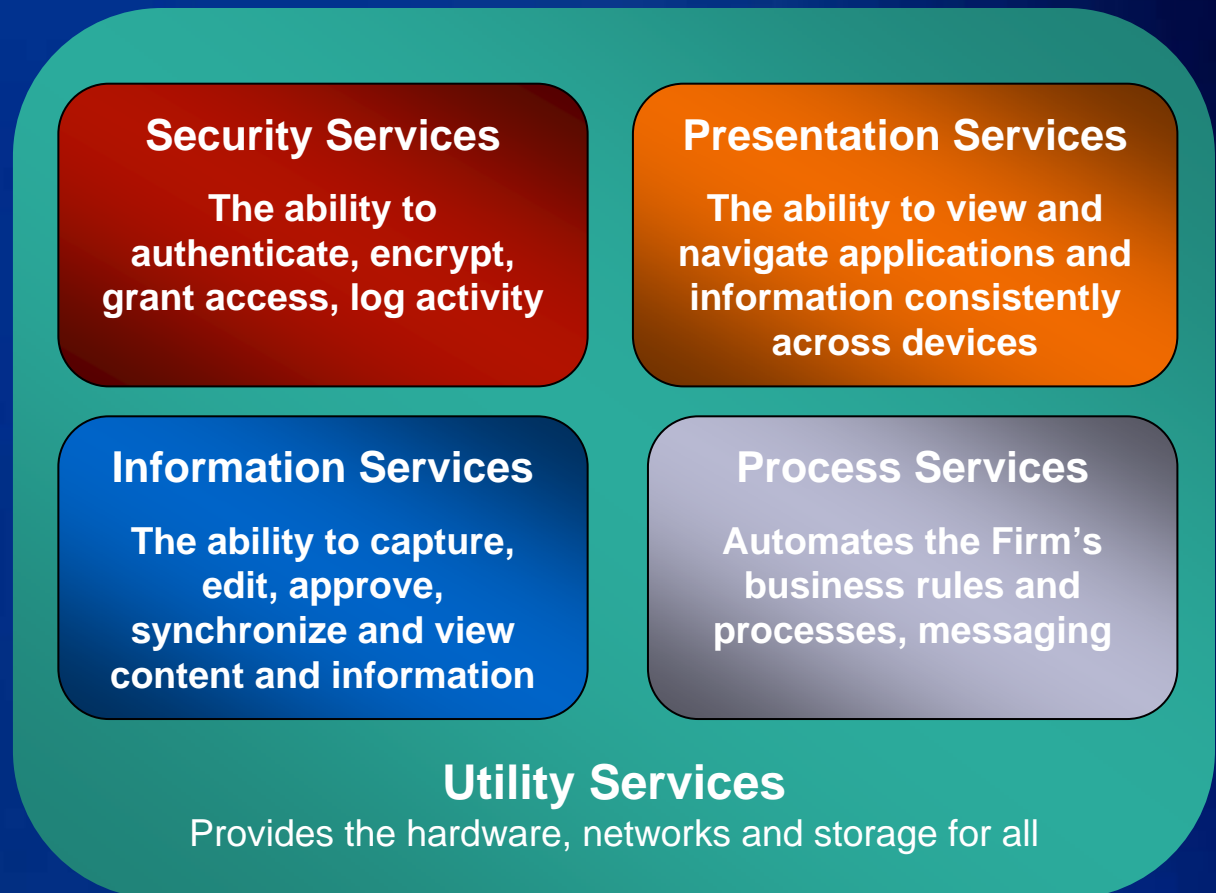 Security Services
The ability to
authenticate, encrypt,
grant access, log activity
Presentation Services
The ability to view and
navigate applications and
information consistently
across devices
Information Services
The ability to capture,
edit, approve,
synchronize and view
content and information
Process Services
Automates the Firm’s
business rules and
processes, messaging
Utility Services
Provides the hardware, networks and storage for all